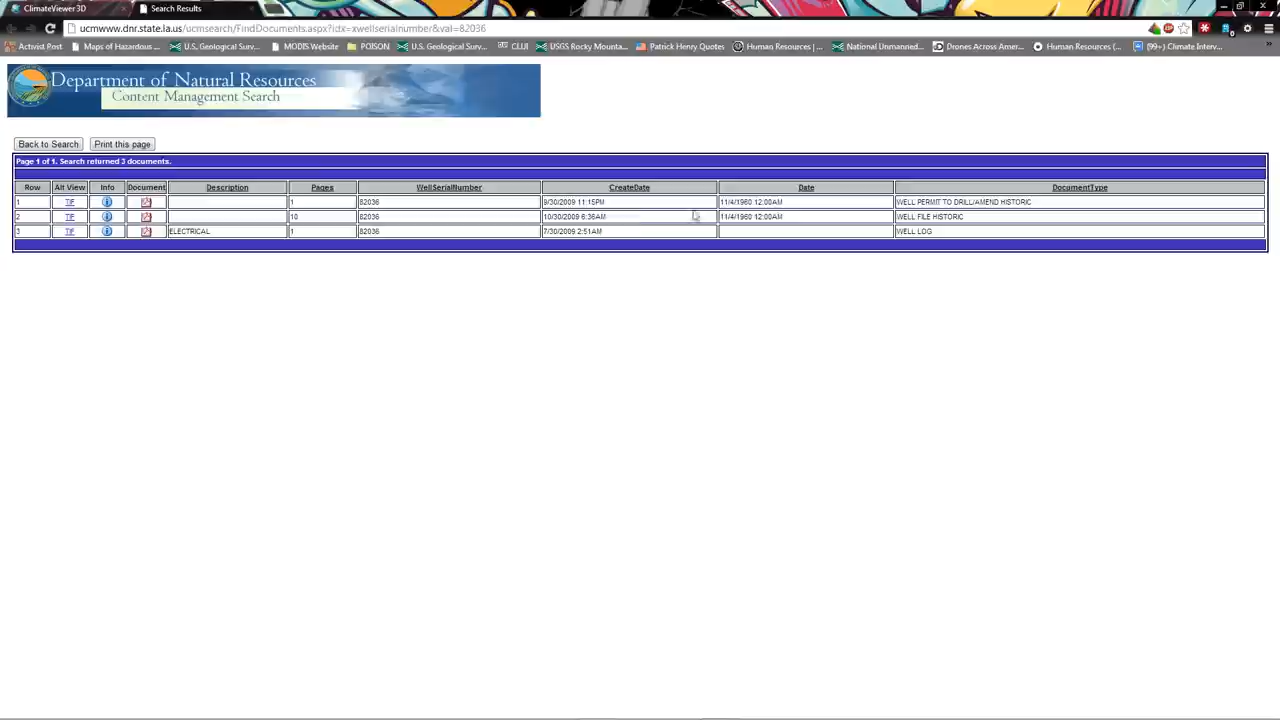 ClimateViewer 3D
Search Results
ucmwww.dnr.state.la.us/ucmsearch/FindDocuments.aspx?idx=xwellserialnumber&val=82036
Activist Post Maps of Hazardous ... U.S. Geological Surv... MODIS Website POISON U.S. Geological Surv... CLUI USGS Rocky Mounta... Patrick Henry Quotes Human Resources | ... National Unmanned... Drones Across Amer... Human Resources (... (99+) Climate Interv...
Department of Natural Resources
Content Management Search
Back to Search Print this page
Page 1 of 1. Search returned 3 documents.
Row Alt View Info Document Description Pages WellSerialNumber CreateDate Date DocumentType
1 TIF 1 82036 9/30/2009 11:15PM 11/4/1960 12:00AM WELL PERMIT TO DRILL/AMEND HISTORIC
2 TIF 10 82036 10/30/2009 6:36AM 11/4/1960 12:00AM WELL FILE HISTORIC
3 TIF ELECTRICAL 1 82036 7/30/2009 2:51AM WELL LOG